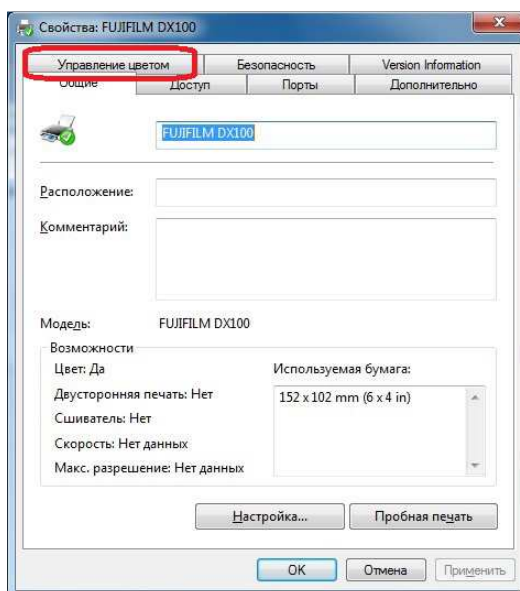 Свойства: FUJIFILM DX100
Управление цветом Безопасность Version Information
Общие Доступ Порты Дополнительно
FUJIFILM DX100
Расположение:
Комментарий:
Модель: FUJIFILM DX100
Возможности
Цвет: Да Используемая бумага:
Двусторонняя печать: Нет 152 x 102 mm (6 x 4 in)
Сшиватель: Нет
Скорость: Нет данных
Макс. разрешение: Нет данных
Настройка... Пробная печать
OK Отмена Применить